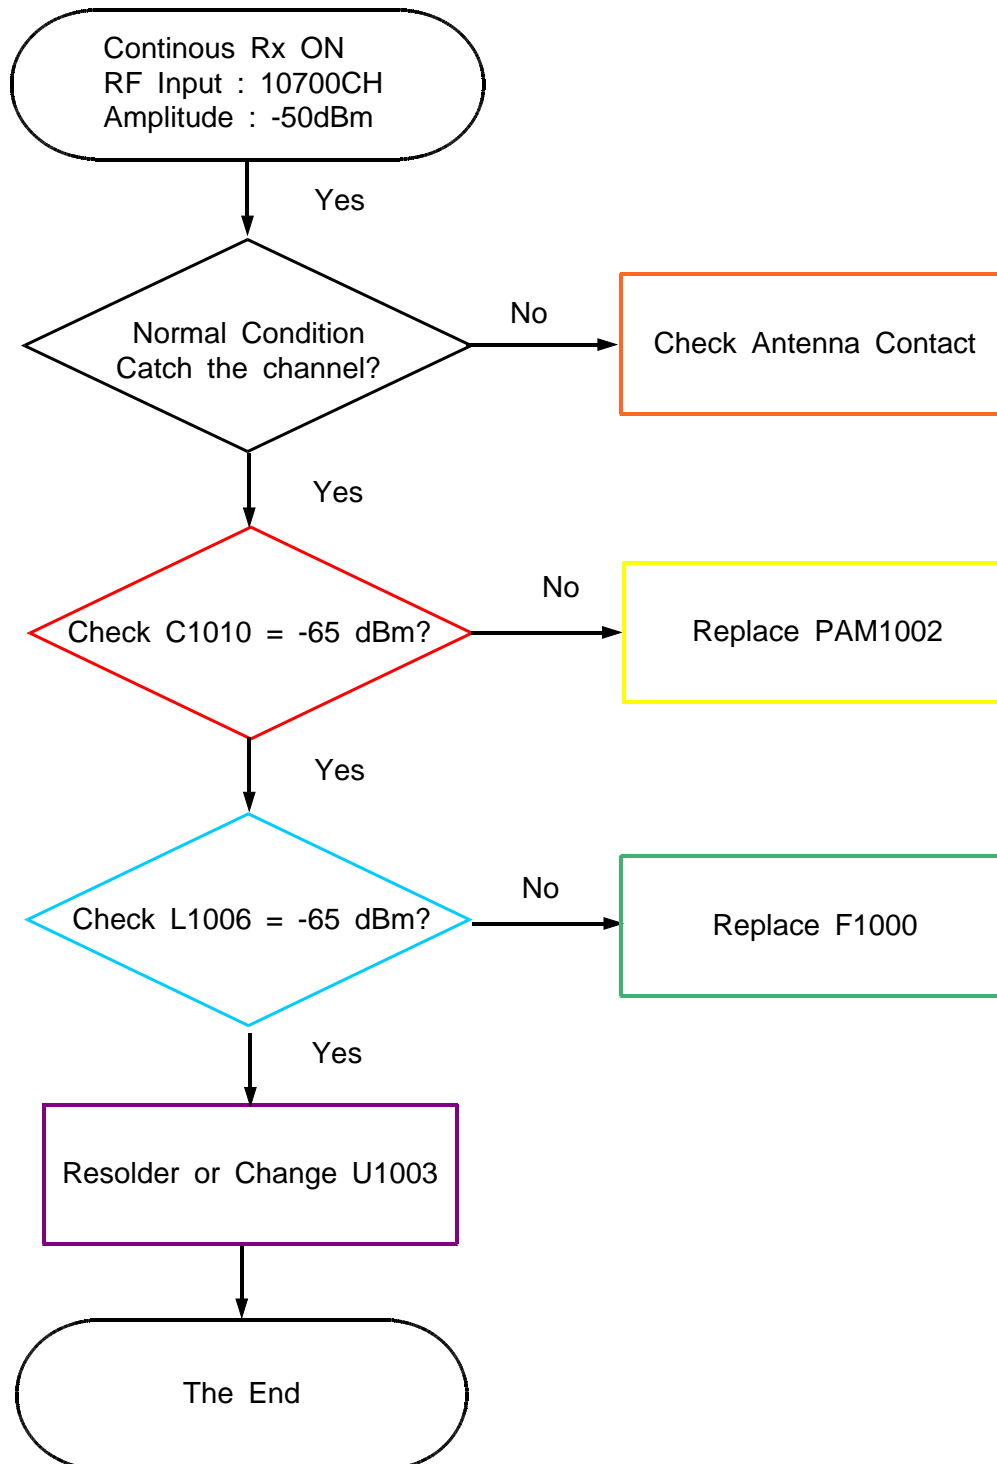 Continous Rx ON
RF Input : 10700CH
Amplitude : -50dBm
Yes
Normal Condition
Catch the channel?
No
Check Antenna Contact
Yes
Check C1010 = -65 dBm?
No
Replace PAM1002
Yes
Check L1006 = -65 dBm?
No
Replace F1000
Yes
Resolder or Change U1003
The End